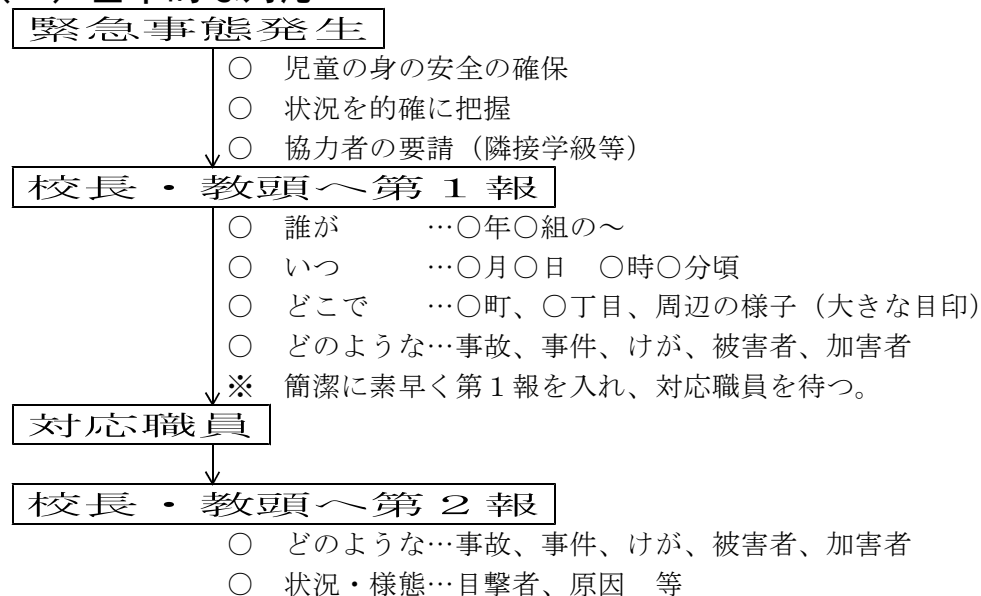 緊急事態発生
○　児童の身の安全の確保
○　状況を的確に把握
○　協力者の要請（隣接学級等）
校長・教頭へ第１報
○　誰が　　　…○年○組の～
○　いつ　　　…○月○日　○時○分頃
○　どこで　　…○町、○丁目、周辺の様子（大きな目印）
○　どのような…事故、事件、けが、被害者、加害者
※　簡潔に素早く第１報を入れ、対応職員を待つ。
対応職員
校長・教頭へ第２報
○　どのような…事故、事件、けが、被害者、加害者
○　状況・様態…目撃者、原因　等